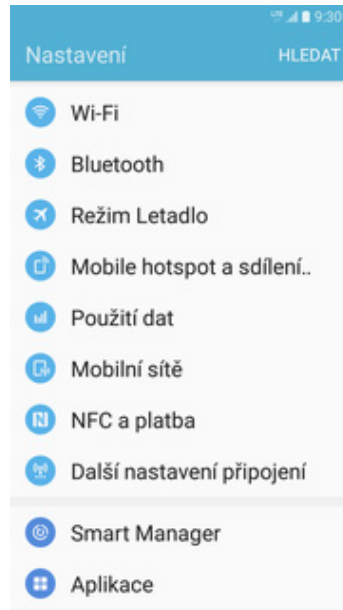 9:30
Nastavení HLEDAT
Wi-Fi
Bluetooth
Režim Letadlo
Mobile hotspot a sdílení..
Použití dat
Mobilní sítě
NFC a platba
Další nastavení připojení
Smart Manager
Aplikace